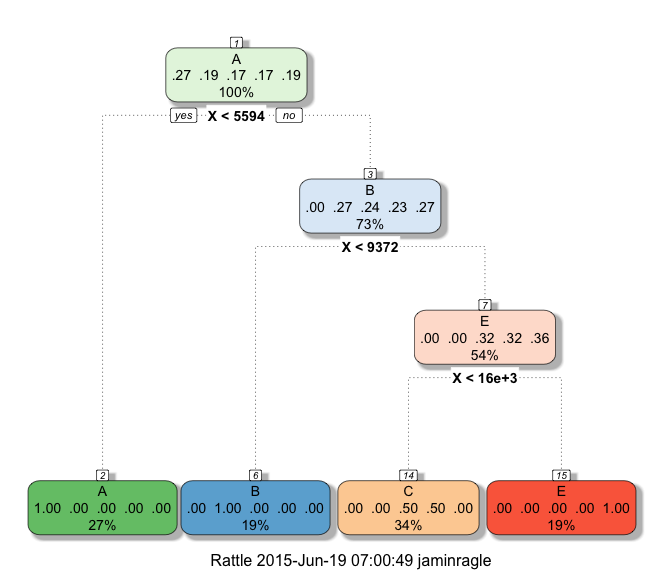 1
A
.27 .19 .17 .17 .19
100%
yes X < 5594 no
3
B
.00 .27 .24 .23 .27
73%
X < 9372
7
E
.00 .00 .32 .32 .36
54%
X < 16e+3
2
A
1.00 .00 .00 .00 .00
27%
6
B
.00 1.00 .00 .00 .00
19%
14
C
.00 .00 .50 .50 .00
34%
15
E
.00 .00 .00 .00 1.00
19%
Rattle 2015-Jun-19 07:00:49 jaminragle